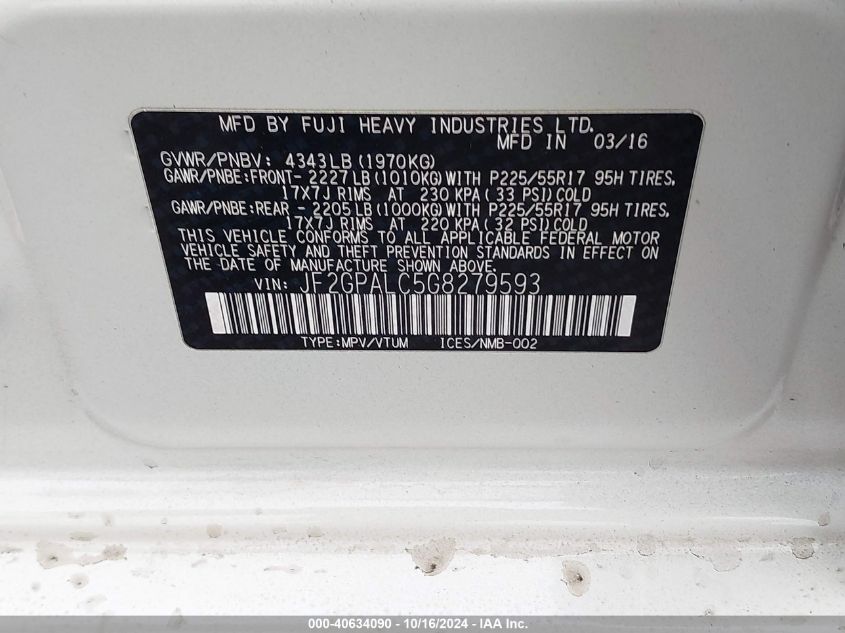 MFD BY FUJI HEAVY INDUSTRIES LTD.
MFD IN 03/16
GVWR/PNBV: 4343LB(1970KG)
GAWR/PNBE:FRONT- 2227LB(1010KG)WITH P225/55R17 95H TIRES,
17X7J RIMS AT 230 KPA(33 PSI)COLD
GAWR/PNBE:REAR - 2205LB(1000KG)WITH P225/55R17 95H TIRES,
17X7J RIMS AT 220 KPA(32 PSI)COLD
THIS VEHICLE CONFORMS TO ALL APPLICABLE FEDERAL MOTOR
VEHICLE SAFETY AND THEFT PREVENTION STANDARDS IN EFFECT ON
THE DATE OF MANUFACTURE SHOWN ABOVE.
VIN: JF2GPALC5G8279593
TYPE:MPV/VTUM ICES/NMB-002
000-40634090 - 10/16/2024 - IAA Inc.